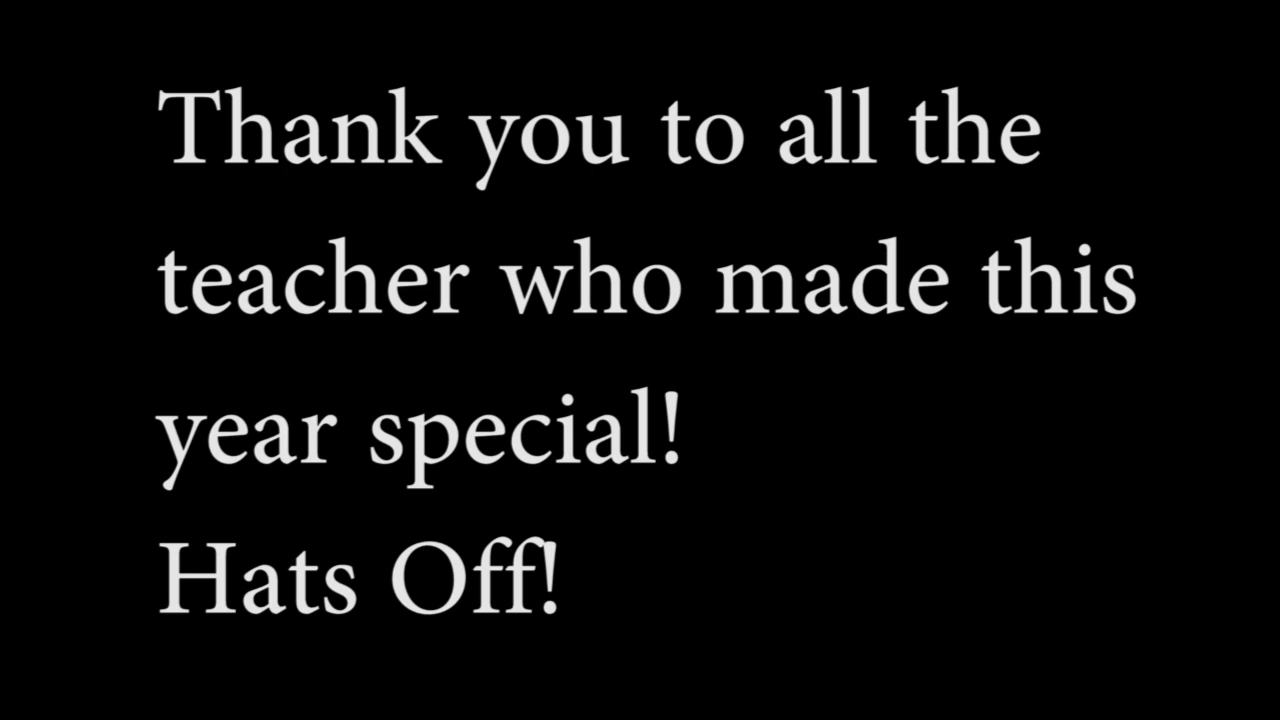 Thank you to all the
teacher who made this
year special!
Hats Off!